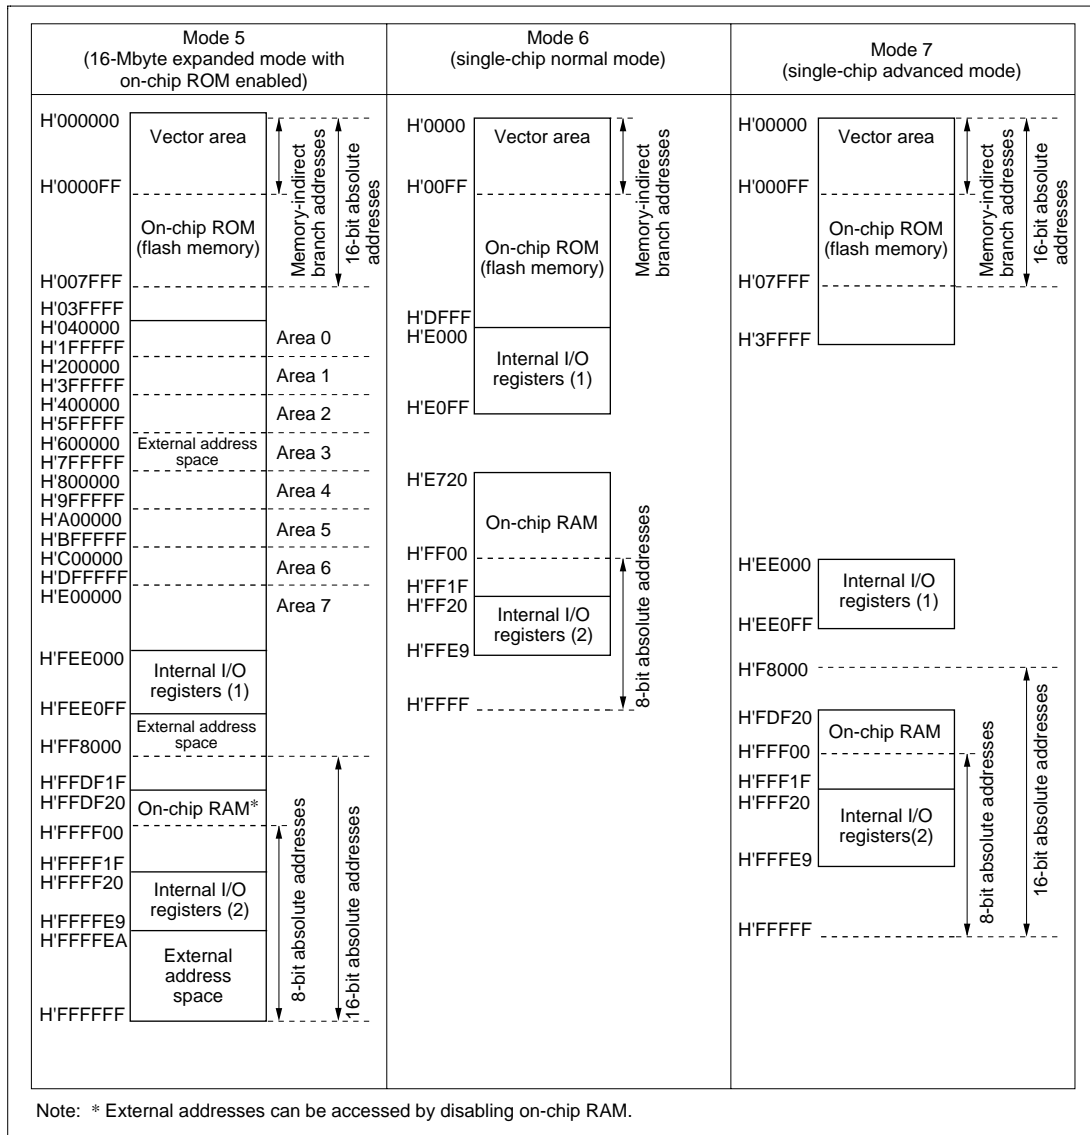 Mode 5
(16-Mbyte expanded mode with
on-chip ROM enabled)
H'000000
Vector area
H'0000FF
On-chip ROM
(flash memory)
H'007FFF
H'03FFFF
H'040000
H'1FFFFF
H'200000
H'3FFFFF
H'400000
H'5FFFFF
H'600000
H'7FFFFF
H'800000
H'9FFFFF
H'A00000
H'BFFFFF
H'C00000
H'DFFFFF
H'E00000
External address
space
Area 0
Area 1
Area 2
Area 3
Area 4
Area 5
Area 6
Area 7
Memory-indirect
branch addresses
16-bit absolute
addresses
H'FEE000
Internal I/O
registers (1)
H'FEE0FF
External address
space
H'FF8000
H'FFDF1F
H'FFDF20
On-chip RAM*
H'FFFF00
H'FFFF1F
H'FFFF20
Internal I/O
registers (2)
H'FFFFE9
H'FFFFEA
External
address
space
H'FFFFFF
8-bit absolute addresses
16-bit absolute addresses
Mode 6
(single-chip normal mode)
H'0000
Vector area
H'00FF
On-chip ROM
(flash memory)
Memory-indirect
branch addresses
H'DFFF
H'E000
Internal I/O
registers (1)
H'E0FF
H'E720
On-chip RAM
H'FF00
H'FF1F
H'FF20
Internal I/O
registers (2)
H'FFE9
H'FFFF
8-bit absolute addresses
Mode 7
(single-chip advanced mode)
H'00000
Vector area
H'000FF
On-chip ROM
(flash memory)
H'07FFF
H'3FFFF
Memory-indirect
branch addresses
16-bit absolute
addresses
H'EE000
Internal I/O
registers (1)
H'EE0FF
H'F8000
H'FDF20
On-chip RAM
H'FFF00
H'FFF1F
H'FFF20
Internal I/O
registers(2)
H'FFFE9
H'FFFFF
8-bit absolute addresses
16-bit absolute addresses
Note: * External addresses can be accessed by disabling on-chip RAM.